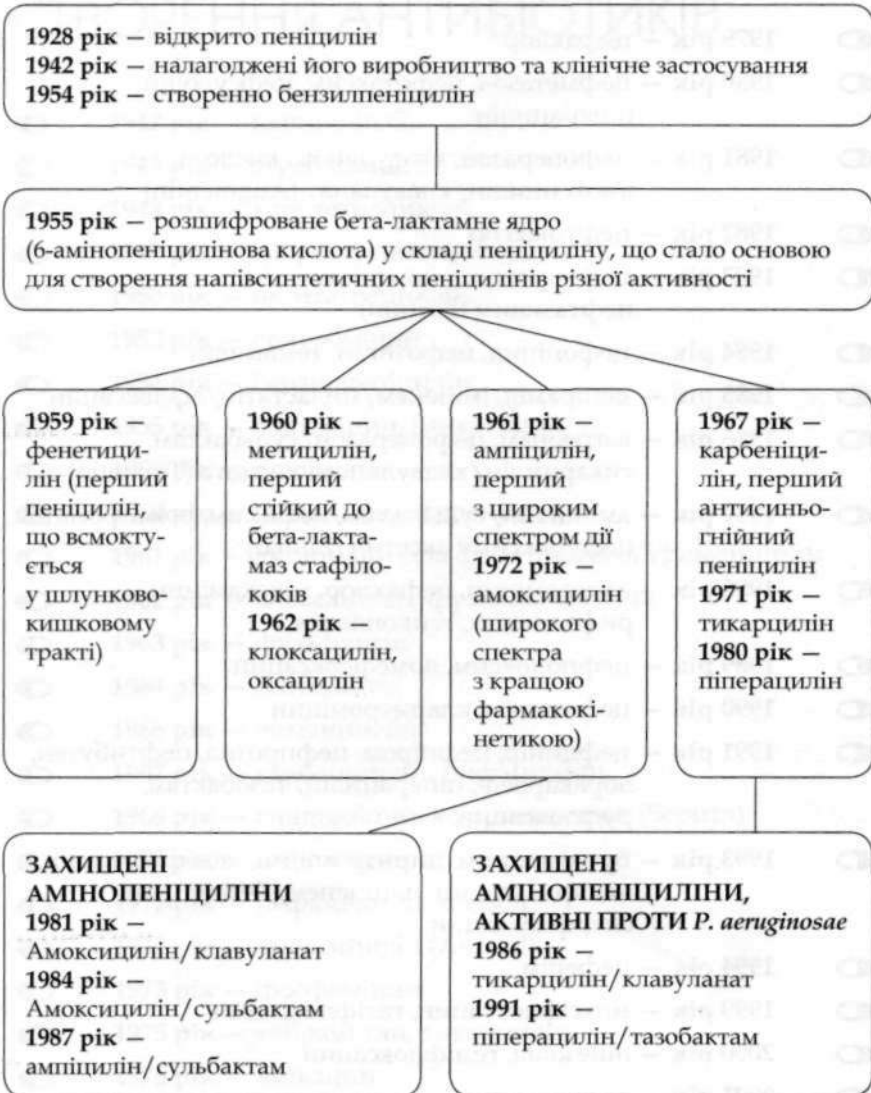 1928 рік — відкрито пеніцилін
1942 рік — налагоджені його виробництво та клінічне застосування
1954 рік — створенно бензилпеніцилін
1955 рік — розшифроване бета-лактамне ядро
(6-амінопеніцилінова кислота) у складі пеніциліну, що стало основою
для створення напівсинтетичних пеніцилінів різної активності
1959 рік —
фенетици-
лін (перший
пеніцилін,
що всмокту-
ється
у шлунково-
кишковому
тракті)
1960 рік —
метицилін,
перший
стійкий до
бета-лакта-
маз стафіло-
коків
1962 рік —
клоксацилін,
оксацилін
1961 рік —
ампіцилін,
перший
з широким
спектром дії
1972 рік —
амоксицилін
(широкого
спектра
з кращою
фармакокі-
нетикою)
1967 рік —
карбеніци-
лін, перший
антисиньо-
гнійний
пеніцилін
1971 рік —
тикарцилін
1980 рік —
піперацилін
ЗАХИЩЕНІ
АМІНОПЕНІЦИЛІНИ
1981 рік —
Амоксицилін/клавуланат
1984 рік —
Амоксицилін/сульбактам
1987 рік —
ампіцилін/сульбактам
ЗАХИЩЕНІ
АМІНОПЕНІЦИЛІНИ,
АКТИВНІ ПРОТИ P. aeruginosae
1986 рік —
тикарцилін/клавуланат
1991 рік —
піперацилін/тазобактам